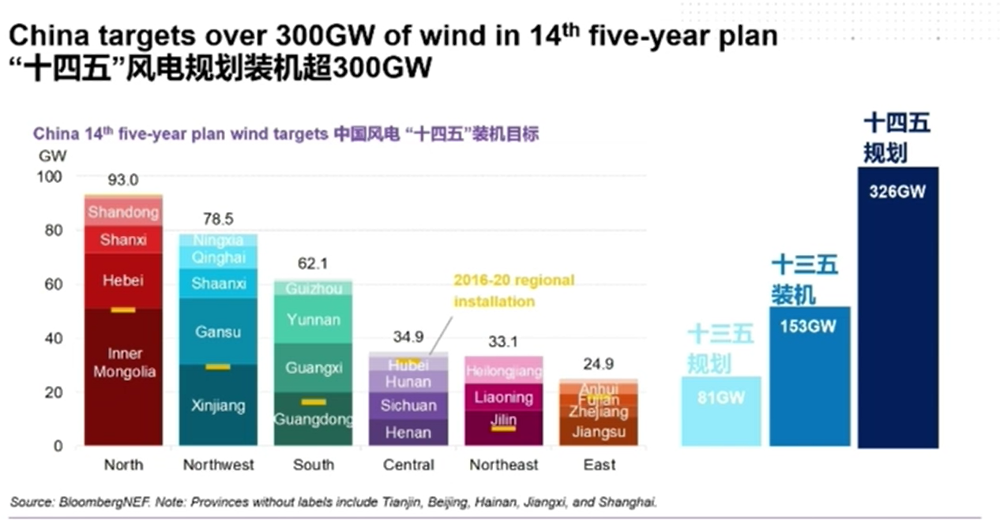 China targets over 300GW of wind in 14th five-year plan
“十四五”风电规划装机超300GW
China 14th five-year plan wind targets 中国风电 “十四五”装机目标
GW
100
80
60
40
20
0
93.0
Shandong
Shanxi
Hebei
Inner
Mongolia
North
78.5
Ningxia
Qinghai
Shaanxi
Gansu
Xinjiang
Northwest
62.1
Guizhou
Yunnan
Guangxi
Guangdong
South
2016-20 regional
installation
34.9
Hubei
Hunan
Sichuan
Henan
Central
33.1
Heilongjiang
Liaoning
Jilin
Northeast
24.9
Anhui
Fujian
Zhejiang
Jiangsu
East
十三五
规划
81GW
十三五
装机
153GW
十四五
规划
326GW
Source: BloombergNEF. Note: Provinces without labels include Tianjin, Beijing, Hainan, Jiangxi, and Shanghai.